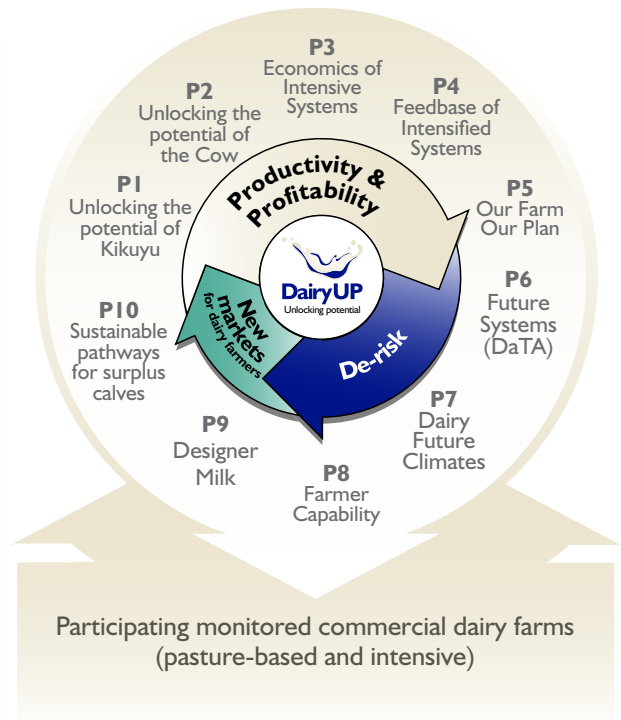 P3
Economics of
Intensive
Systems
P4
Feedbase of
Intensified
Systems
P2
Unlocking the
potential of
the Cow
P5
Our Farm
Our Plan
P1
Unlocking the
potential of
Kikuyu
Productivity &
Profitability
P6
Future
Systems
(DaTA)
DairyUP
Unlocking potential
P10
Sustainable
pathways
for surplus
calves
New
markets
for dairy farmers
De-risk
P7
Dairy
Future
Climates
P9
Designer
Milk
P8
Farmer
Capability
Participating monitored commercial dairy farms
(pasture-based and intensive)